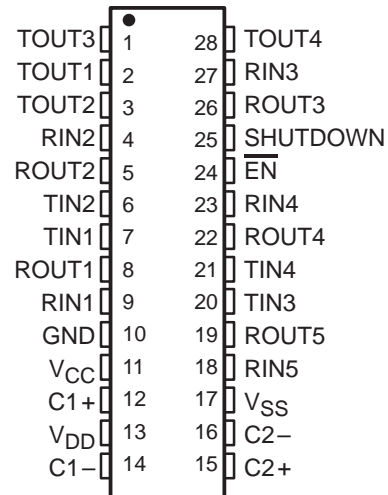 TOUT3 1 28 TOUT4
TOUT1 2 27 RIN3
TOUT2 3 26 ROUT3
RIN2 4 25 SHUTDOWN
ROUT2 5 24 EN
TIN2 6 23 RIN4
TIN1 7 22 ROUT4
ROUT1 8 21 TIN4
RIN1 9 20 TIN3
GND 10 19 ROUT5
VCC 11 18 RIN5
C1+ 12 17 VSS
VDD 13 16 C2−
C1− 14 15 C2+